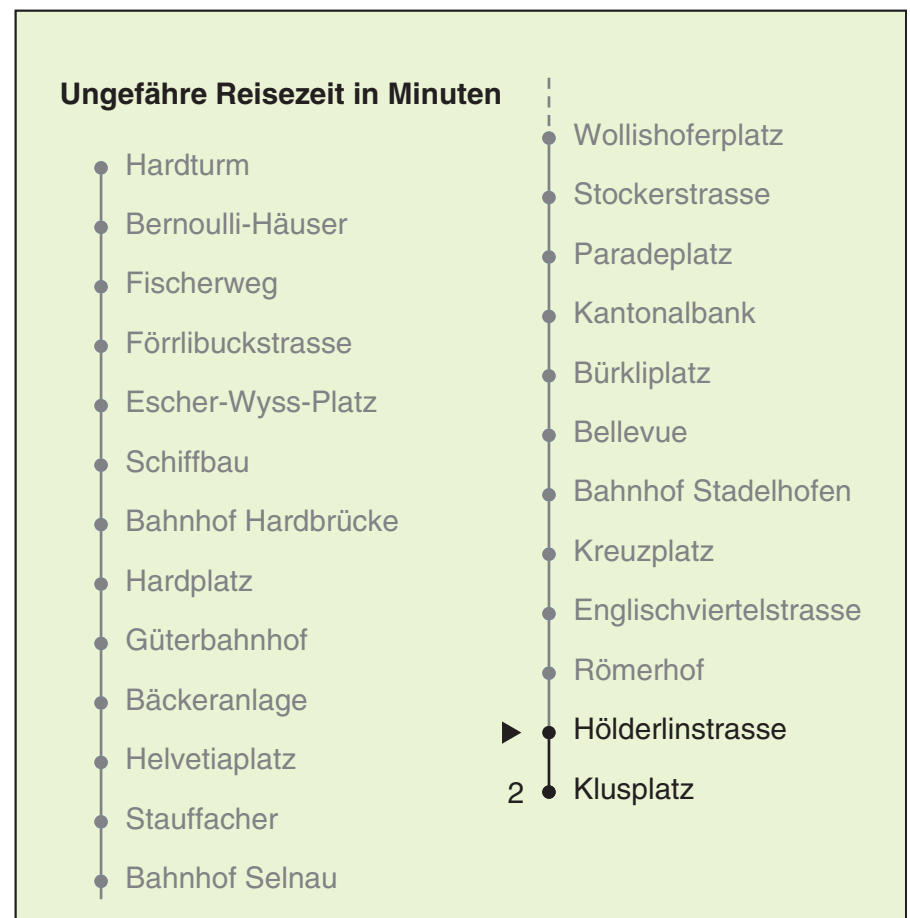 Ungefähre Reisezeit in Minuten
Hardturm
Bernoulli-Häuser
Fischerweg
Förrlibuckstrasse
Escher-Wyss-Platz
Schiffbau
Bahnhof Hardbrücke
Hardplatz
Güterbahnhof
Bäckeranlage
Helvetiaplatz
Stauffacher
Bahnhof Selnau
Wollishoferplatz
Stockerstrasse
Paradeplatz
Kantonalbank
Bürkliplatz
Bellevue
Bahnhof Stadelhofen
Kreuzplatz
Englischviertelstrasse
Römerhof
Hölderlinstrasse
2 Klusplatz